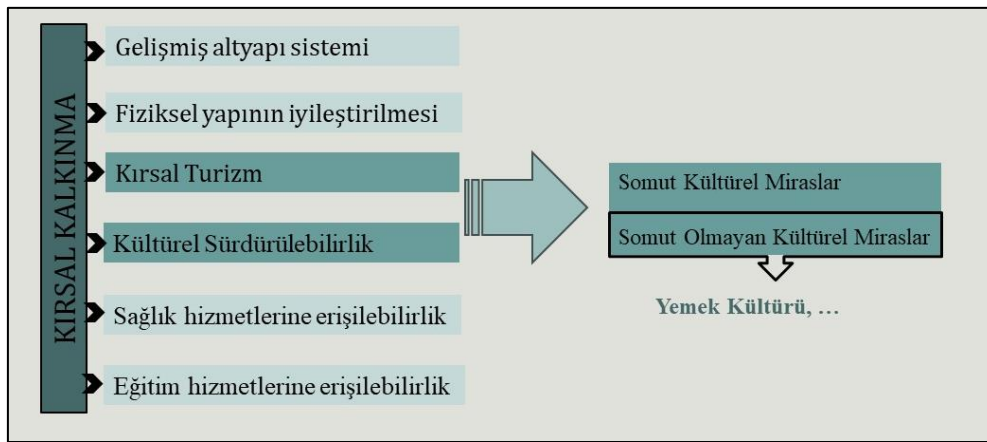 KIRSAL KALKINMA
Gelişmiş altyapı sistemi
Fiziksel yapının iyileştirilmesi
Kırsal Turizm
Kültürel Sürdürülebilirlik
Sağlık hizmetlerine erişilebilirlik
Eğitim hizmetlerine erişilebilirlik
Somut Kültürel Miraslar
Somut Olmayan Kültürel Miraslar
Yemek Kültürü, …